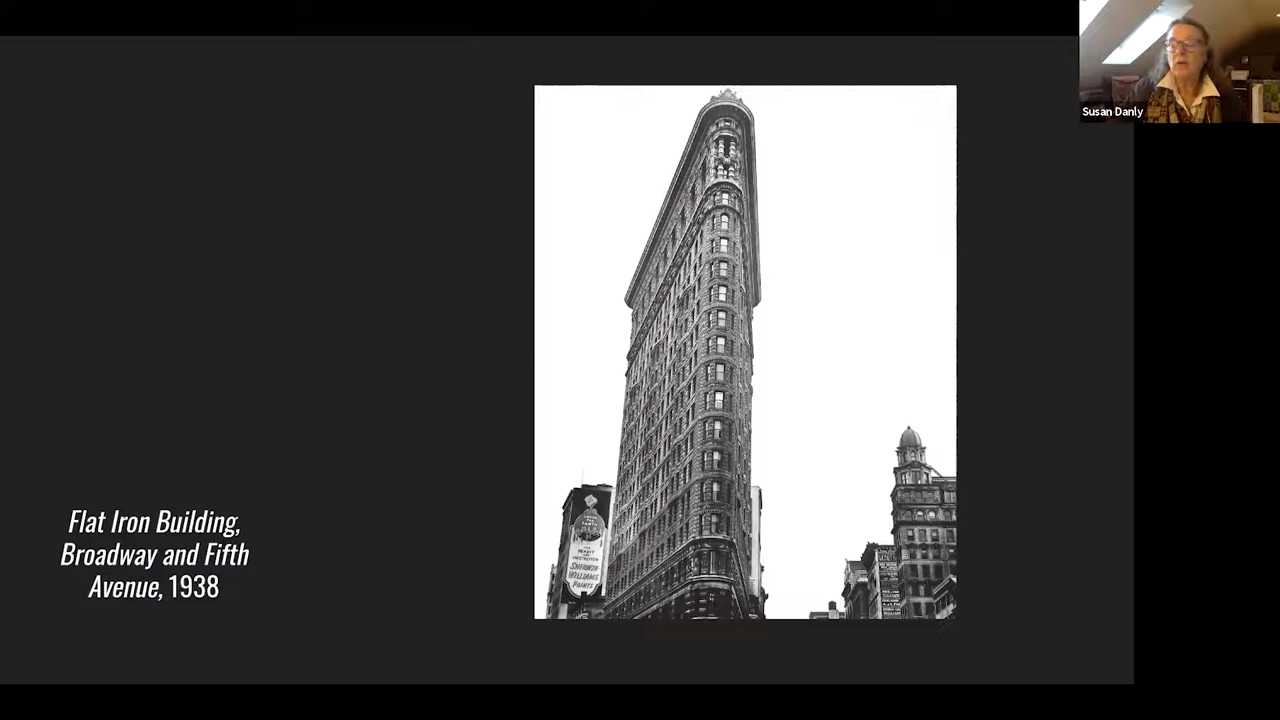 Susan Danly
Flat Iron Building,
Broadway and Fifth
Avenue, 1938
SHERWIN-
WILLIAMS
PAINTS